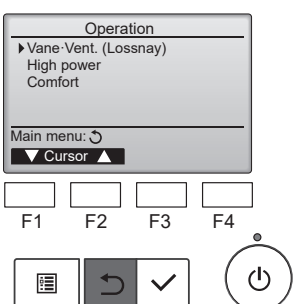 Operation
▶Vane·Vent. (Lossnay)
High power
Comfort
Main menu: ↺
▼ Cursor ▲
F1 F2 F3 F4